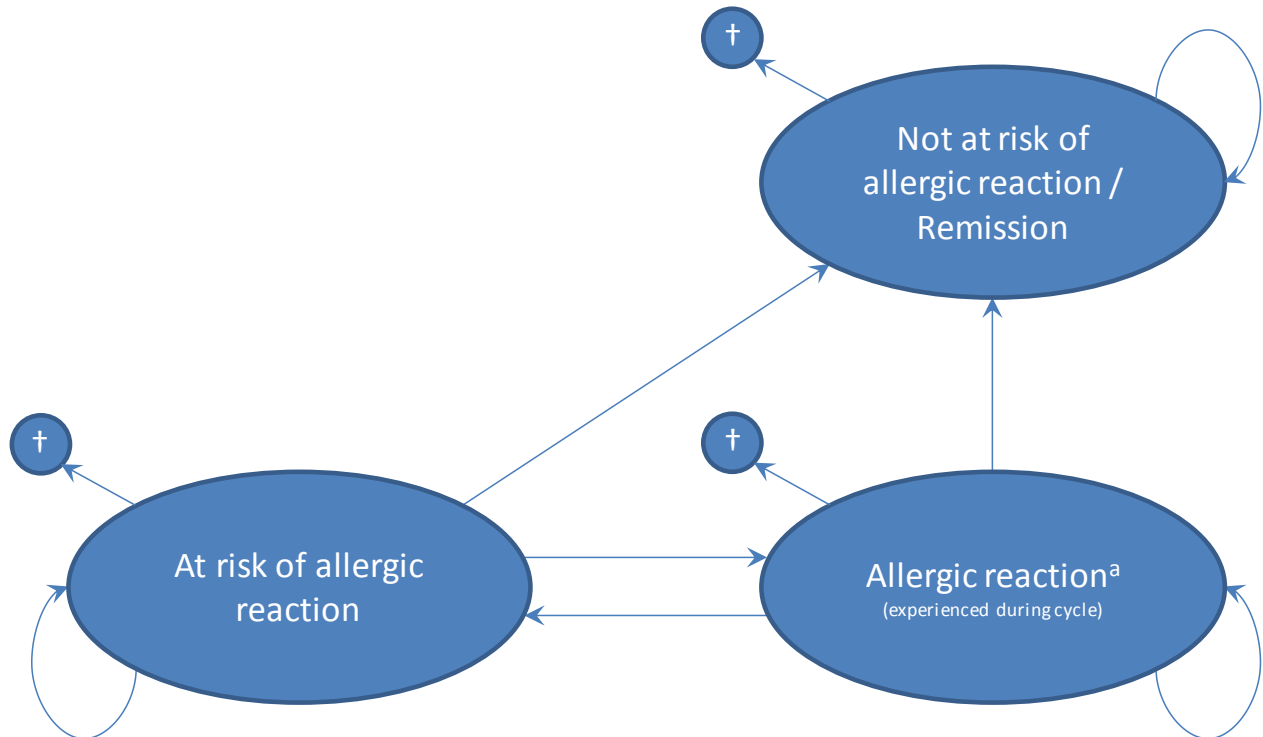 †
Not at risk of
allergic reaction /
Remission
†
At risk of allergic
reaction
†
Allergic reactionᵃ
(experienced during cycle)